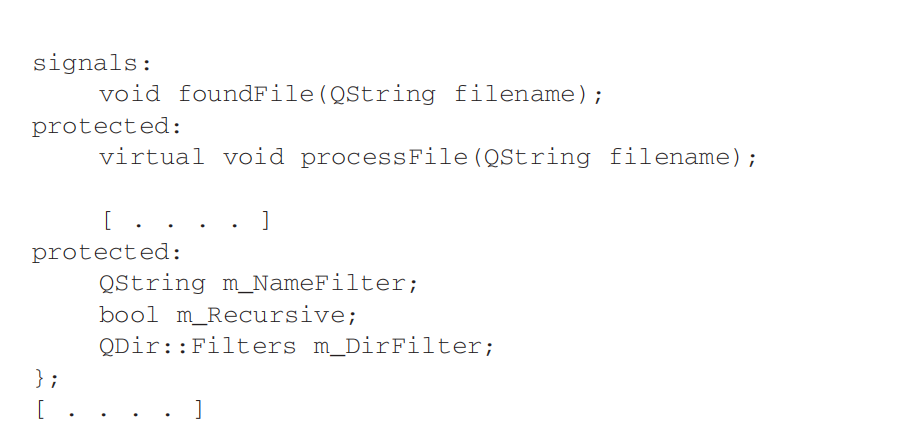 signals:
void foundFile(QString filename);
protected:
virtual void processFile(QString filename);
[ . . . . ]
protected:
QString m_NameFilter;
bool m_Recursive;
QDir::Filters m_DirFilter;
};
[ . . . . ]